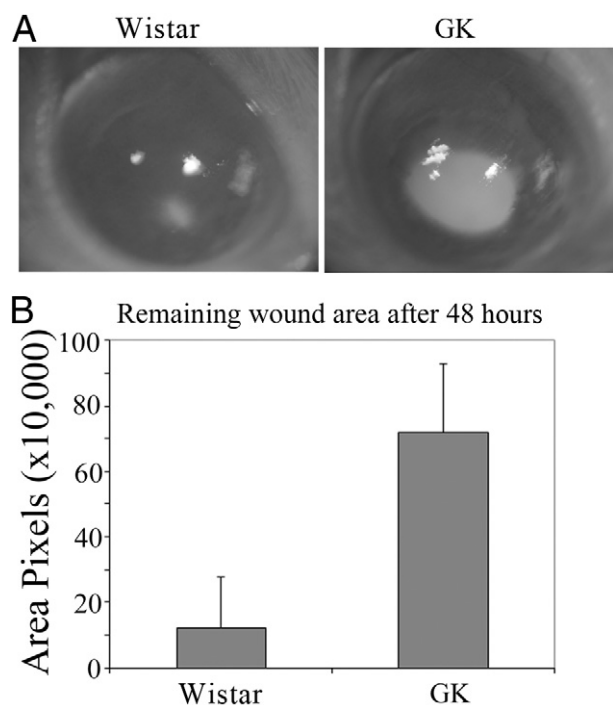 A
Wistar GK
B
Remaining wound area after 48 hours
Area Pixels (x10,000)
100
80
60
40
20
0
Wistar GK